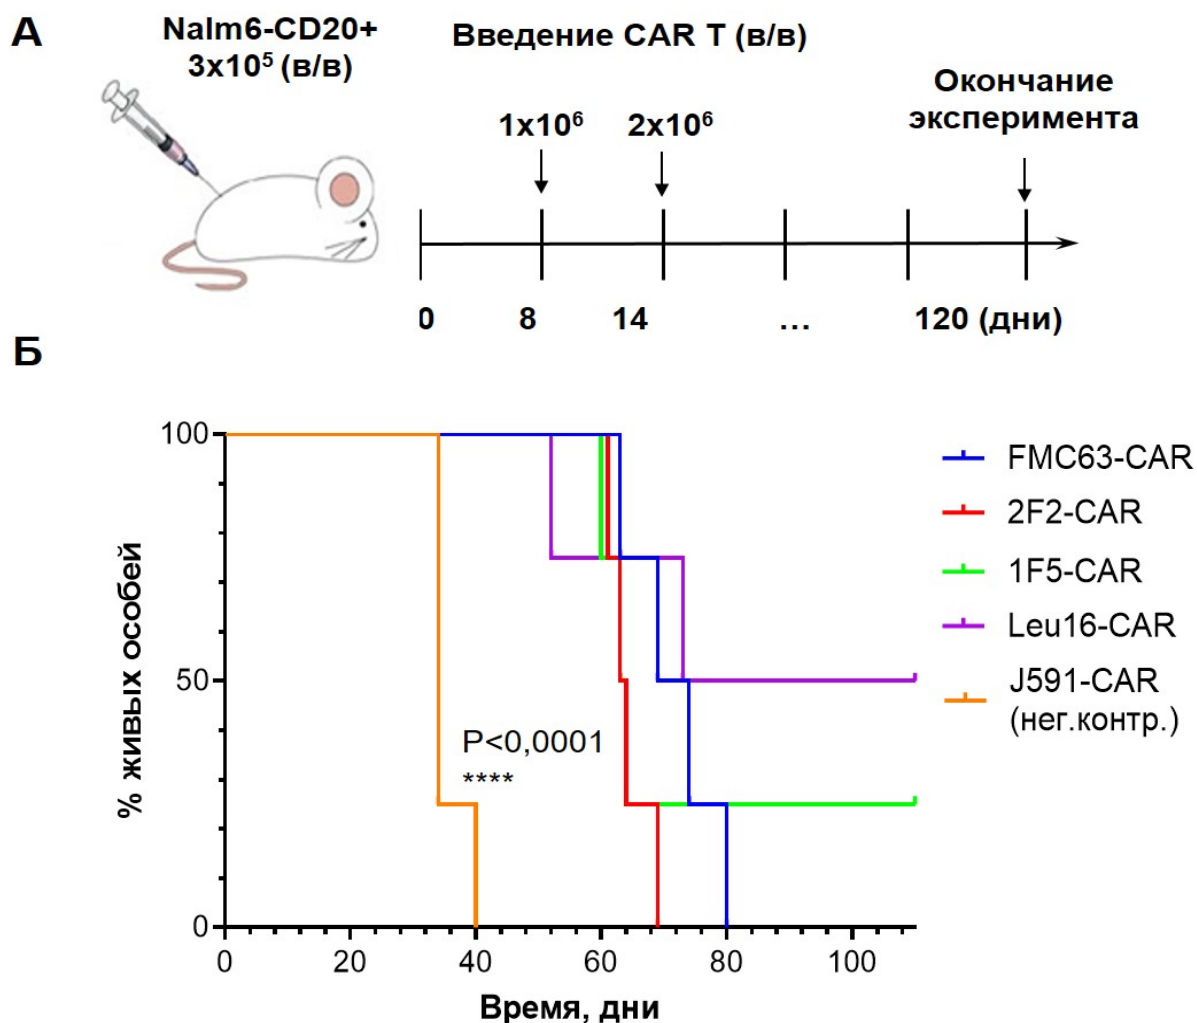 А
Nalm6-CD20+
3x10⁵ (в/в)
Введение CAR T (в/в)
1x10⁶ 2x10⁶
Окончание
эксперимента
0 8 14 ... 120 (дни)
Б
100
50
0
% живых особей
P<0,0001
****
0 20 40 60 80 100
Время, дни
FMC63-CAR
2F2-CAR
1F5-CAR
Leu16-CAR
J591-CAR
(нег.контр.)